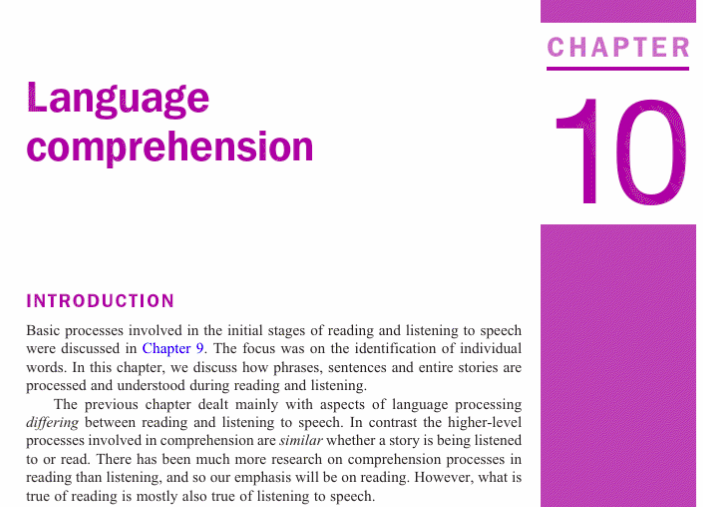 CHAPTER
10
Language
comprehension
INTRODUCTION
Basic processes involved in the initial stages of reading and listening to speech
were discussed in Chapter 9. The focus was on the identification of individual
words. In this chapter, we discuss how phrases, sentences and entire stories are
processed and understood during reading and listening.
The previous chapter dealt mainly with aspects of language processing
differing between reading and listening to speech. In contrast the higher-level
processes involved in comprehension are similar whether a story is being listened
to or read. There has been much more research on comprehension processes in
reading than listening, and so our emphasis will be on reading. However, what is
true of reading is mostly also true of listening to speech.